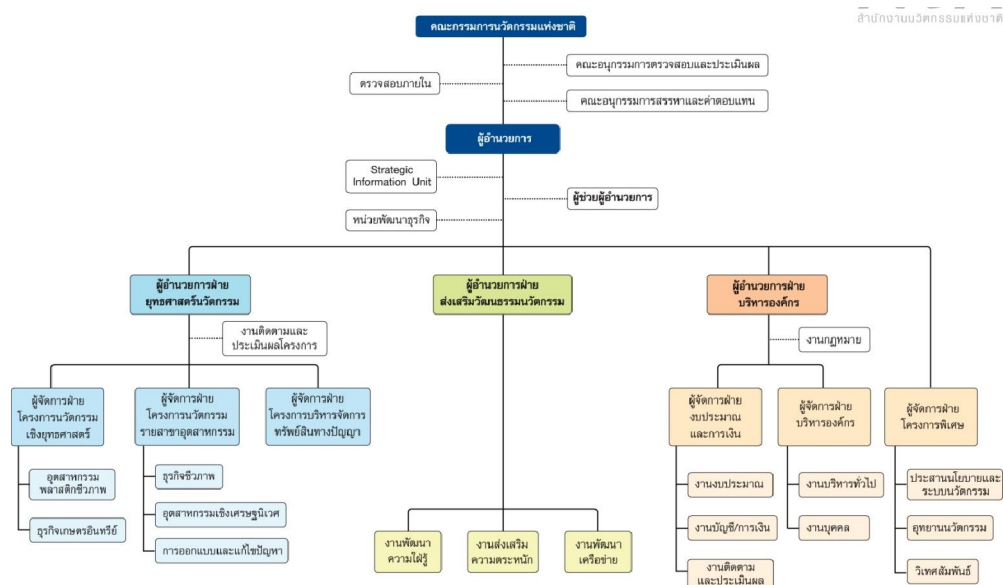 สำนักงานนวัตกรรมแห่งชาติ
คณะกรรมการนวัตกรรมแห่งชาติ
คณะอนุกรรมการตรวจสอบและประเมินผล
ตรวจสอบภายใน
คณะอนุกรรมการสรรหาและค่าตอบแทน
ผู้อำนวยการ
Strategic
Information Unit
ผู้ช่วยผู้อำนวยการ
หน่วยพัฒนาธุรกิจ
ผู้อำนวยการฝ่าย
ยุทธศาสตร์นวัตกรรม
ผู้อำนวยการฝ่าย
ส่งเสริมวัฒนธรรมนวัตกรรม
ผู้อำนวยการฝ่าย
บริหารองค์กร
งานติดตามและ
ประเมินผลโครงการ
งานกฎหมาย
ผู้จัดการฝ่าย
โครงการนวัตกรรม
เชิงยุทธศาสตร์
ผู้จัดการฝ่าย
โครงการนวัตกรรม
รายสาขาอุตสาหกรรม
ผู้จัดการฝ่าย
โครงการบริหารจัดการ
ทรัพย์สินทางปัญญา
ผู้จัดการฝ่าย
งบประมาณ
และการเงิน
ผู้จัดการฝ่าย
บริหารองค์กร
ผู้จัดการฝ่าย
โครงการพิเศษ
อุตสาหกรรม
พลาสติกชีวภาพ
ธุรกิจเกษตรอินทรีย์
ธุรกิจชีวภาพ
อุตสาหกรรมเชิงเศรษฐนิเวศ
การออกแบบและแก้ไขปัญหา
งานพัฒนา
ความใฝ่รู้
งานส่งเสริม
ความตระหนัก
งานพัฒนา
เครือข่าย
งานงบประมาณ
งานบัญชี/การเงิน
งานติดตาม
และประเมินผล
งานบริหารทั่วไป
งานบุคคล
ประสานนโยบายและ
ระบบนวัตกรรม
อุทยานนวัตกรรม
วิเทศสัมพันธ์